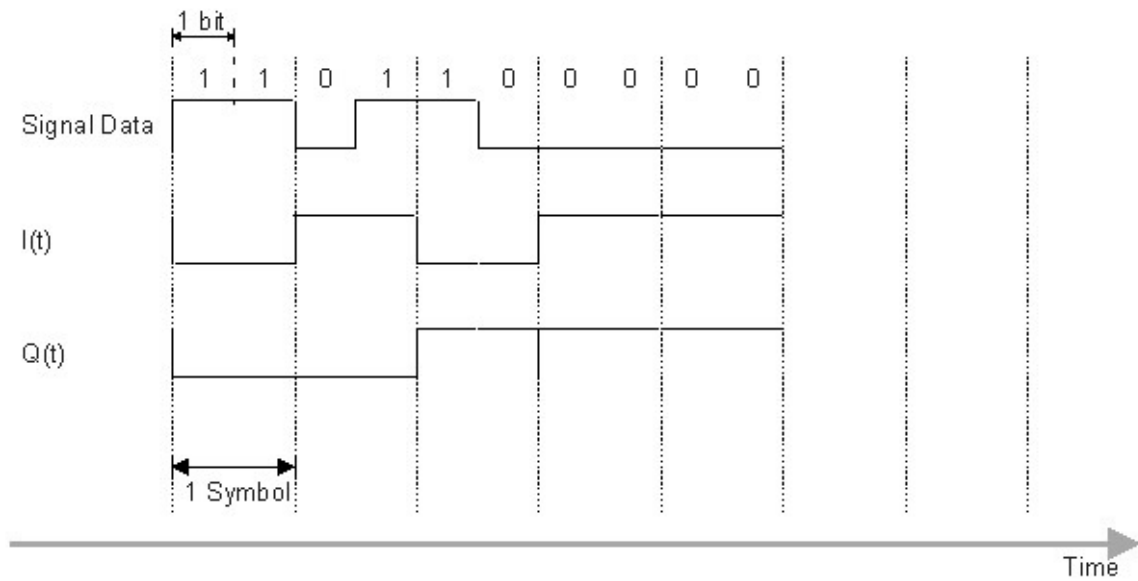 1 bit
1 1 0 1 1 0 0 0 0 0
Signal Data
I(t)
Q(t)
1 Symbol
Time